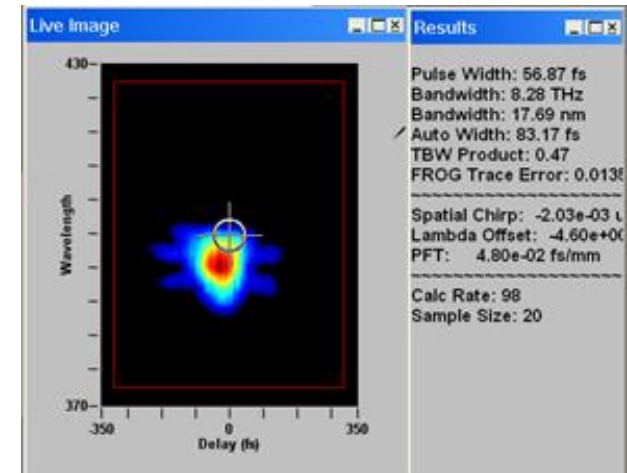 Live Image
430
Wavelength
370
-350
0
350
Delay (fs)
Results
Pulse Width: 56.87 fs
Bandwidth: 8.28 THz
Bandwidth: 17.69 nm
Auto Width: 83.17 fs
TBW Product: 0.47
FROG Trace Error: 0.0135
Spatial Chirp: -2.03e-03 u
Lambda Offset: -4.60e+00
PFT: 4.80e-02 fs/mm
Calc Rate: 98
Sample Size: 20